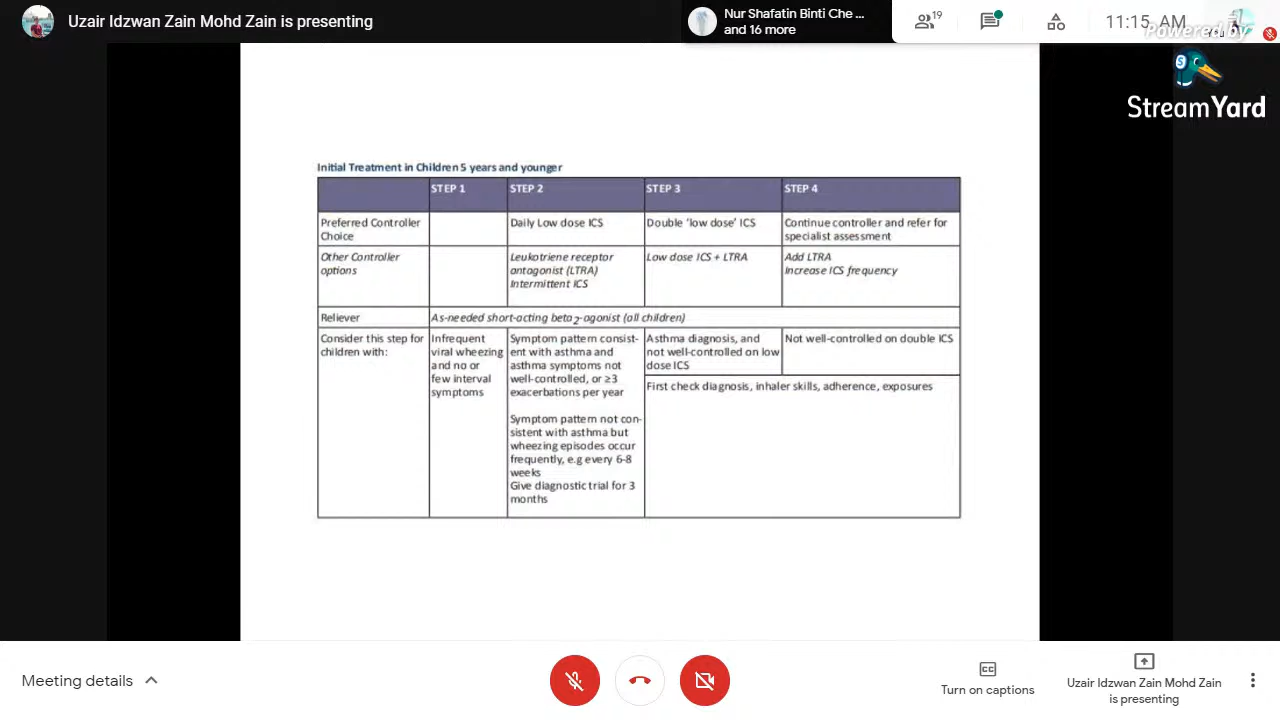 Uzair Idzwan Zain Mohd Zain is presenting
Nur Shafatin Binti Che ...
and 16 more
19
11:15 AM
You
Powered by
StreamYard
Initial Treatment in Children 5 years and younger
STEP 1
STEP 2
STEP 3
STEP 4
Preferred Controller
Choice
Daily Low dose ICS
Double 'low dose' ICS
Continue controller and refer for
specialist assessment
Other Controller
options
Leukotriene receptor
antagonist (LTRA)
Intermittent ICS
Low dose ICS + LTRA
Add LTRA
Increase ICS frequency
Reliever
As-needed short-acting beta2-agonist (all children)
Consider this step for
children with:
Infrequent
viral wheezing
and no or
few interval
symptoms
Symptom pattern consist-
ent with asthma and
asthma symptoms not
well-controlled, or ≥3
exacerbations per year
Symptom pattern not con-
sistent with asthma but
wheezing episodes occur
frequently, e.g every 6-8
weeks
Give diagnostic trial for 3
months
Asthma diagnosis, and
not well-controlled on low
dose ICS
Not well-controlled on double ICS
First check diagnosis, inhaler skills, adherence, exposures
Meeting details
Turn on captions
Uzair Idzwan Zain Mohd Zain
is presenting